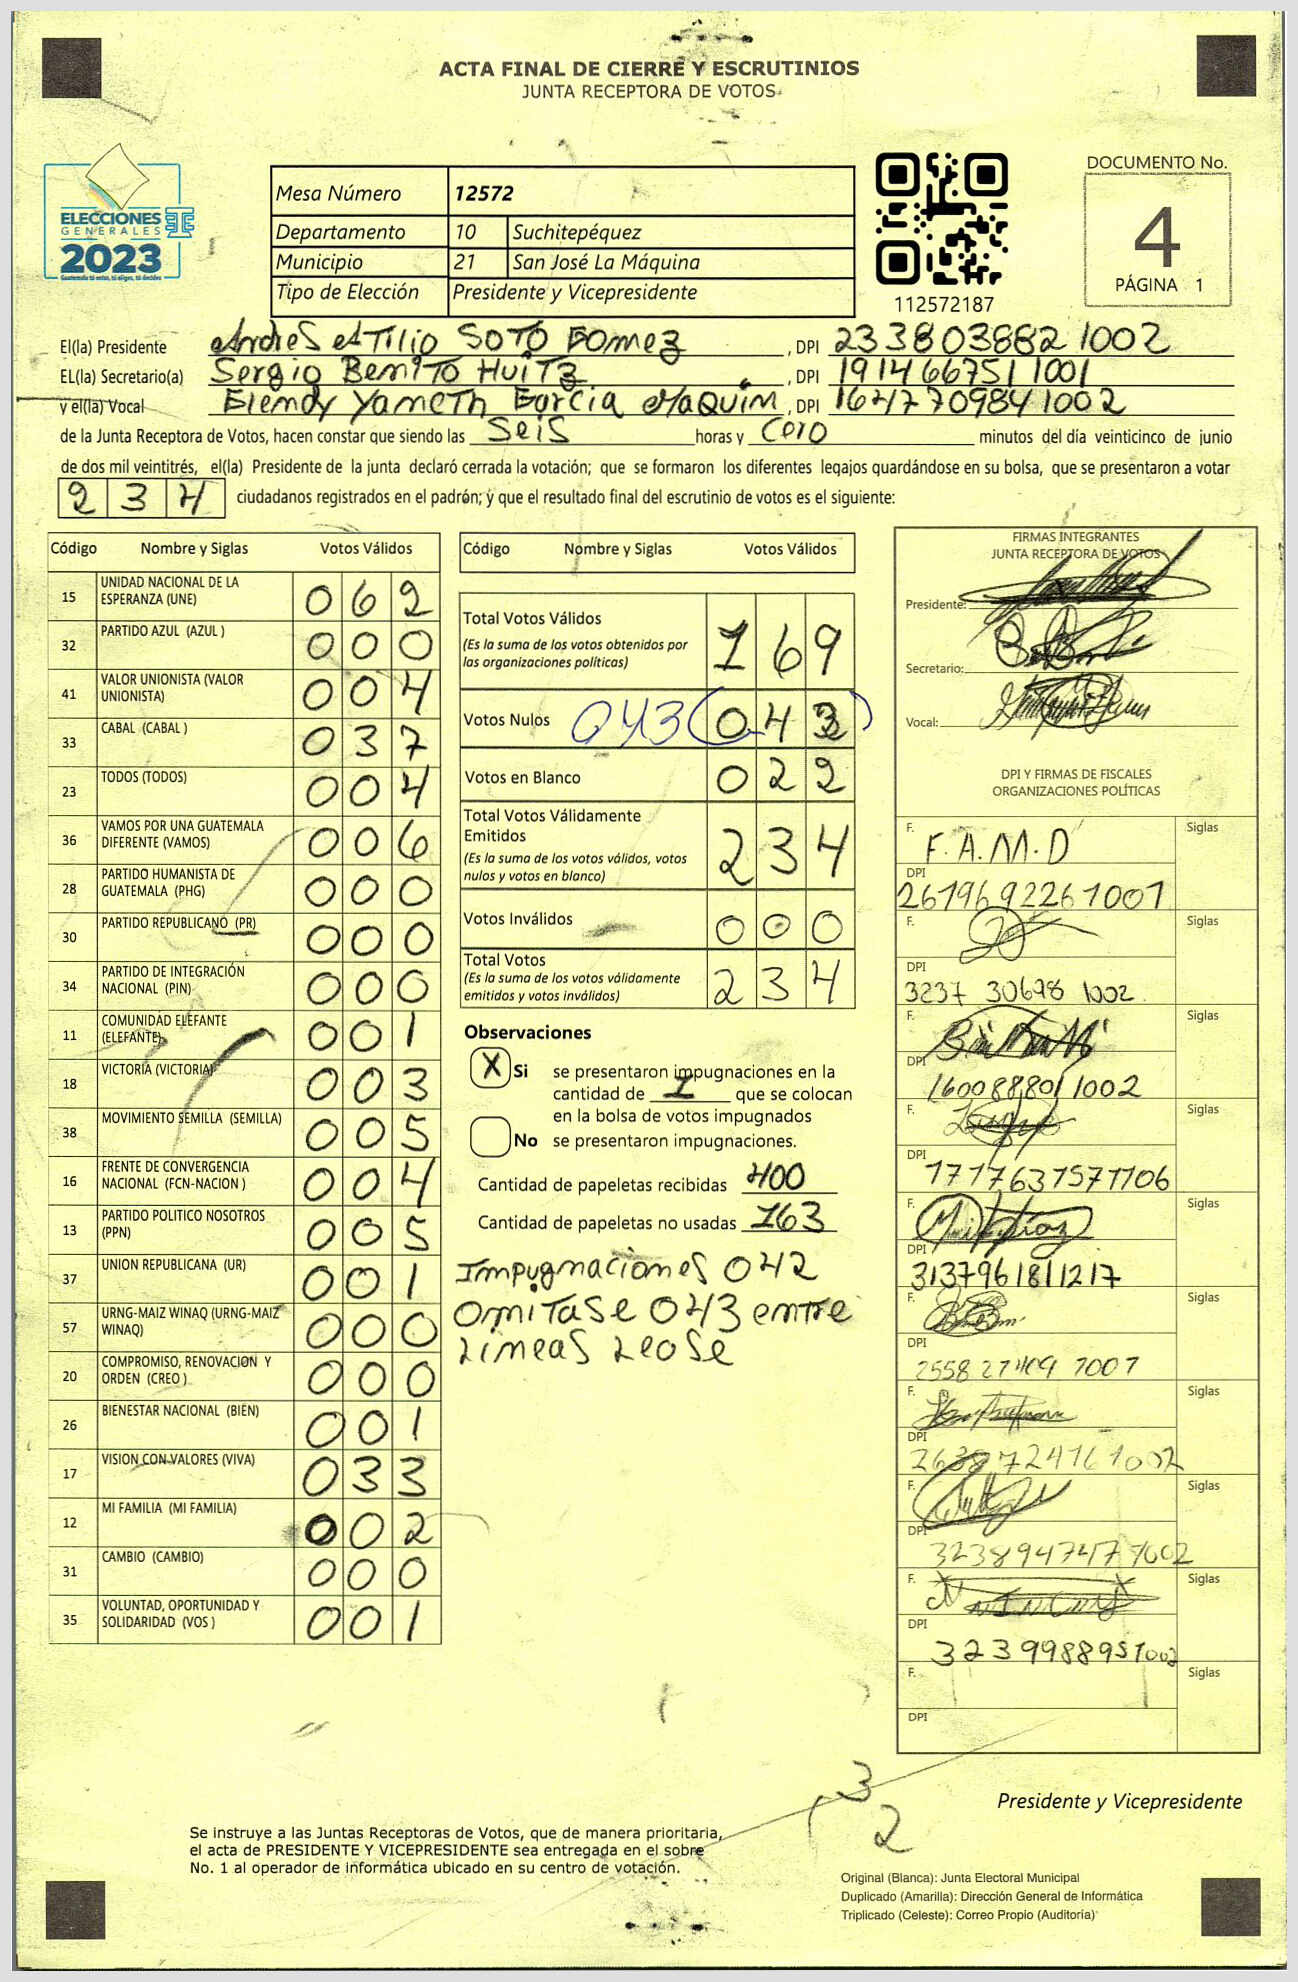 ACTA FINAL DE CIERRE Y ESCRUTINIOS
JUNTA RECEPTORA DE VOTOS
ELECCIONES
GENERALES
2023
Guatemala tú estás, tú eliges, tú decides
Mesa Número 12572
Departamento 10 Suchitepéquez
Municipio 21 San José La Máquina
Tipo de Elección Presidente y Vicepresidente
112572187
DOCUMENTO No.
4
PÁGINA 1
El(la) Presidente Andres Atilio SOTO Gomez, DPI 2338038821002
EL(la) Secretario(a) Sergio Benito Huitz, DPI 1914667511001
y el(la) Vocal Elendy Yameth Garcia Maquin, DPI 1647709841002
de la Junta Receptora de Votos, hacen constar que siendo las Seis horas y Cero minutos del día veinticinco de junio
de dos mil veintitrés, el(la) Presidente de la junta declaró cerrada la votación; que se formaron los diferentes legajos quardándose en su bolsa, que se presentaron a votar
234 ciudadanos registrados en el padrón; y que el resultado final del escrutinio de votos es el siguiente:
Código Nombre y Siglas Votos Válidos
15 UNIDAD NACIONAL DE LA ESPERANZA (UNE) 062
32 PARTIDO AZUL (AZUL ) 000
41 VALOR UNIONISTA (VALOR UNIONISTA) 004
33 CABAL (CABAL ) 037
23 TODOS (TODOS) 004
36 VAMOS POR UNA GUATEMALA DIFERENTE (VAMOS) 006
28 PARTIDO HUMANISTA DE GUATEMALA (PHG) 000
30 PARTIDO REPUBLICANO (PR) 000
34 PARTIDO DE INTEGRACIÓN NACIONAL (PIN) 000
11 COMUNIDAD ELEFANTE (ELEFANTE) 001
18 VICTORIA (VICTORIA) 003
38 MOVIMIENTO SEMILLA (SEMILLA) 005
16 FRENTE DE CONVERGENCIA NACIONAL (FCN-NACION ) 004
13 PARTIDO POLITICO NOSOTROS (PPN) 005
37 UNION REPUBLICANA (UR) 001
57 URNG-MAIZ WINAQ (URNG-MAIZ WINAQ) 000
20 COMPROMISO, RENOVACION Y ORDEN (CREO ) 000
26 BIENESTAR NACIONAL (BIEN) 001
17 VISION CON VALORES (VIVA) 033
12 MI FAMILIA (MI FAMILIA) 002
31 CAMBIO (CAMBIO) 000
35 VOLUNTAD, OPORTUNIDAD Y SOLIDARIDAD (VOS ) 001
Código Nombre y Siglas Votos Válidos
Total Votos Válidos 169
(Es la suma de los votos obtenidos por
las organizaciones políticas)
Votos Nulos 043 (043)
Votos en Blanco 022
Total Votos Válidamente
Emitidos 234
(Es la suma de los votos válidos, votos
nulos y votos en blanco)
Votos Inválidos 000
Total Votos 234
(Es la suma de los votos válidamente
emitidos y votos inválidos)
Observaciones
X Si se presentaron impugnaciones en la
cantidad de 1 que se colocan
en la bolsa de votos impugnados
No se presentaron impugnaciones.
Cantidad de papeletas recibidas 400
Cantidad de papeletas no usadas 163
Impugnaciones 042
omitase 043 entre
Lineas Leose
FIRMAS INTEGRANTES
JUNTA RECEPTORA DE VOTOS
Presidente:
Secretario:
Vocal:
DPI Y FIRMAS DE FISCALES
ORGANIZACIONES POLÍTICAS
F. F.A.M.D Siglas
DPI 2679692261001
F. Siglas
DPI 3237 30698 1002
F. Siglas
DPI 1600888011002
F. Siglas
DPI 1717637571106
F. Siglas
DPI 3137961811217
F. Siglas
DPI 2558 27409 1001
F. Siglas
DPI
F. Siglas
DPI
F. Siglas
DPI 3239988951002
F. Siglas
DPI
3
2
Presidente y Vicepresidente
Se instruye a las Juntas Receptoras de Votos, que de manera prioritaria,
el acta de PRESIDENTE Y VICEPRESIDENTE sea entregada en el sobre
No. 1 al operador de informática ubicado en su centro de votación.
Original (Blanca): Junta Electoral Municipal
Duplicado (Amarilla): Dirección General de Informática
Triplicado (Celeste): Correo Propio (Auditoría)